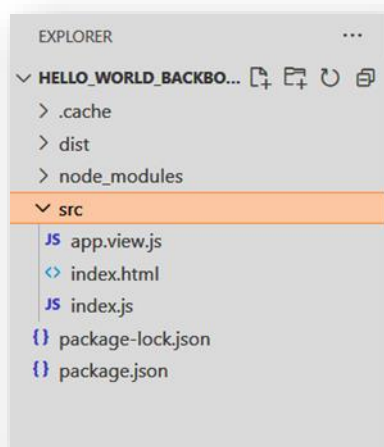 EXPLORER ...
HELLO_WORLD_BACKBO...
.cache
dist
node_modules
src
JS app.view.js
<> index.html
JS index.js
{} package-lock.json
{} package.json